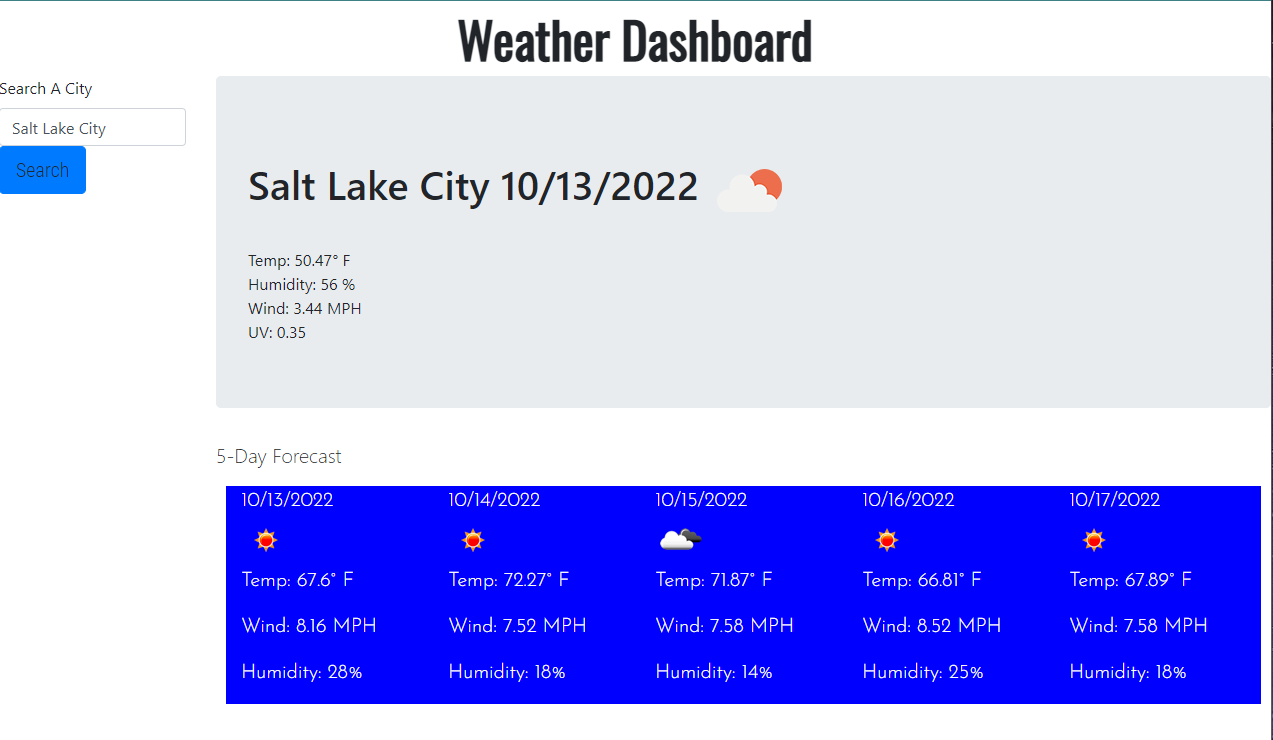 Weather Dashboard
Search A City
Salt Lake City
Search
Salt Lake City 10/13/2022
Temp: 50.47° F
Humidity: 56 %
Wind: 3.44 MPH
UV: 0.35
5-Day Forecast
10/13/2022
Temp: 67.6° F
Wind: 8.16 MPH
Humidity: 28%
10/14/2022
Temp: 72.27° F
Wind: 7.52 MPH
Humidity: 18%
10/15/2022
Temp: 71.87° F
Wind: 7.58 MPH
Humidity: 14%
10/16/2022
Temp: 66.81° F
Wind: 8.52 MPH
Humidity: 25%
10/17/2022
Temp: 67.89° F
Wind: 7.58 MPH
Humidity: 18%